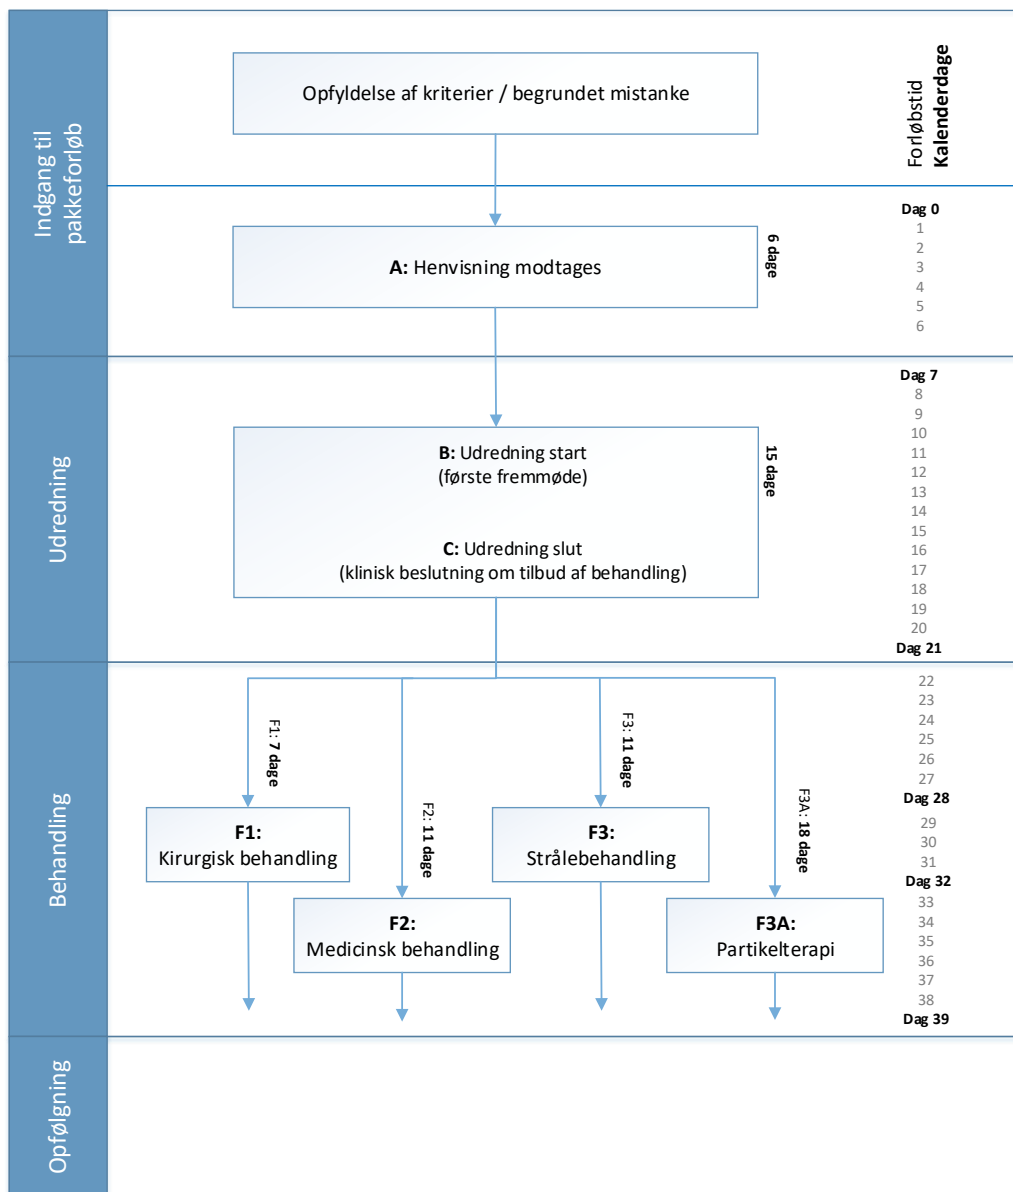 Indgang til
pakkeforløb
Opfyldelse af kriterier / begrundet mistanke
Forløbstid
Kalenderdage
A: Henvisning modtages
6 dage
Dag 0
1
2
3
4
5
6
Udredning
B: Udredning start
(første fremmøde)
C: Udredning slut
(klinisk beslutning om tilbud af behandling)
15 dage
Dag 7
8
9
10
11
12
13
14
15
16
17
18
19
20
Dag 21
Behandling
F1: 7 dage
F2: 11 dage
F3: 11 dage
F3A: 18 dage
F1:
Kirurgisk behandling
F2:
Medicinsk behandling
F3:
Strålebehandling
F3A:
Partikelterapi
22
23
24
25
26
27
Dag 28
29
30
31
Dag 32
33
34
35
36
37
38
Dag 39
Opfølgning